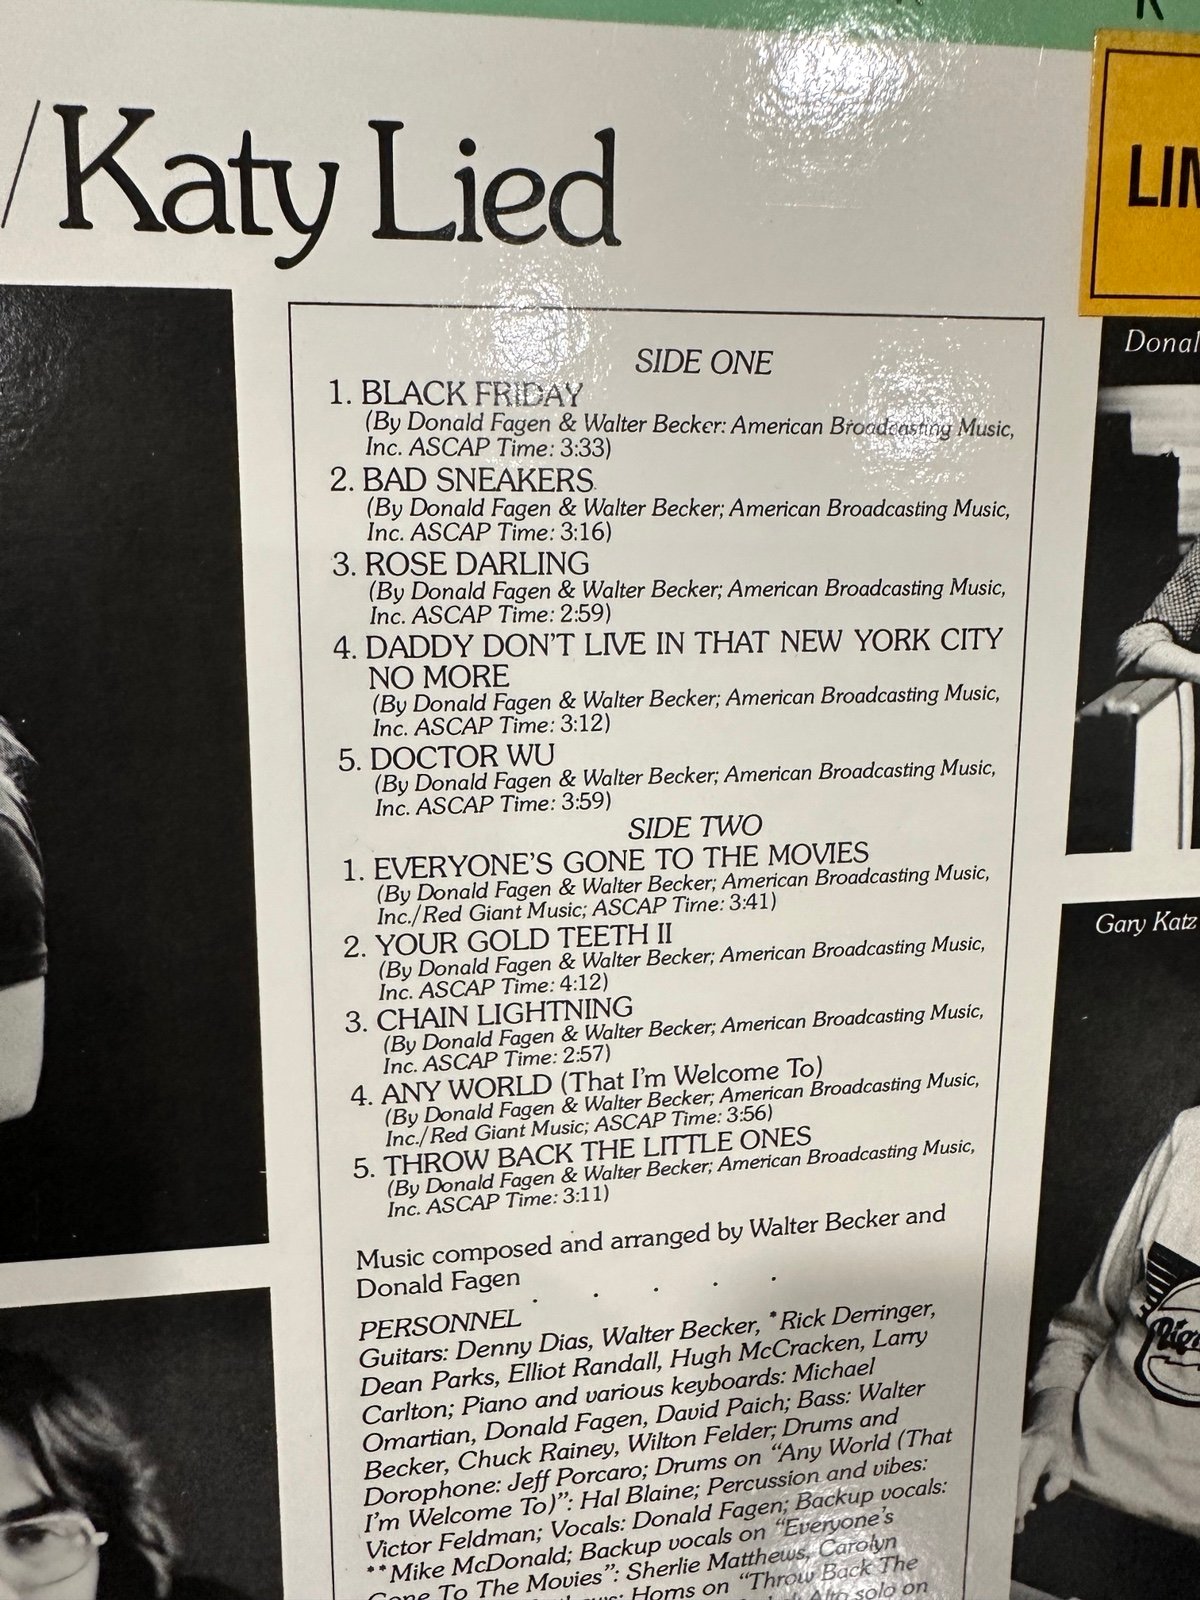 K
/Katy Lied
LIM
SIDE ONE
1. BLACK FRIDAY
(By Donald Fagen & Walter Becker: American Broadcasting Music,
Inc. ASCAP Time: 3:33)
2. BAD SNEAKERS
(By Donald Fagen & Walter Becker; American Broadcasting Music,
Inc. ASCAP Time: 3:16)
3. ROSE DARLING
(By Donald Fagen & Walter Becker; American Broadcasting Music,
Inc. ASCAP Time: 2:59)
4. DADDY DON'T LIVE IN THAT NEW YORK CITY
NO MORE
(By Donald Fagen & Walter Becker; American Broadcasting Music,
Inc. ASCAP Time: 3:12)
5. DOCTOR WU
(By Donald Fagen & Walter Becker; American Broadcasting Music,
Inc. ASCAP Time: 3:59)
SIDE TWO
1. EVERYONE'S GONE TO THE MOVIES
(By Donald Fagen & Walter Becker; American Broadcasting Music,
Inc./Red Giant Music; ASCAP Time: 3:41)
2. YOUR GOLD TEETH II
(By Donald Fagen & Walter Becker; American Broadcasting Music,
Inc. ASCAP Time: 4:12)
3. CHAIN LIGHTNING
(By Donald Fagen & Walter Becker; American Broadcasting Music,
Inc. ASCAP Time: 2:57)
4. ANY WORLD (That I'm Welcome To)
(By Donald Fagen & Walter Becker; American Broadcasting Music,
Inc./Red Giant Music; ASCAP Time: 3:56)
5. THROW BACK THE LITTLE ONES
(By Donald Fagen & Walter Becker; American Broadcasting Music,
Inc. ASCAP Time: 3:11)
Music composed and arranged by Walter Becker and
Donald Fagen
PERSONNEL
Guitars: Denny Dias, Walter Becker, *Rick Derringer,
Dean Parks, Elliot Randall, Hugh McCracken, Larry
Carlton; Piano and various keyboards: Michael
Omartian, Donald Fagen, David Paich; Bass: Walter
Becker, Chuck Rainey, Wilton Felder; Drums and
Dorophone: Jeff Porcaro; Drums on "Any World (That
I'm Welcome To)": Hal Blaine; Percussion and vibes:
Victor Feldman; Vocals: Donald Fagen; Backup vocals:
**Mike McDonald; Backup vocals on "Everyone's
Gone To The Movies": Sherlie Matthews, Carolyn
Horns on "Throw Back The
Alto solo on
Donal
Gary Katz